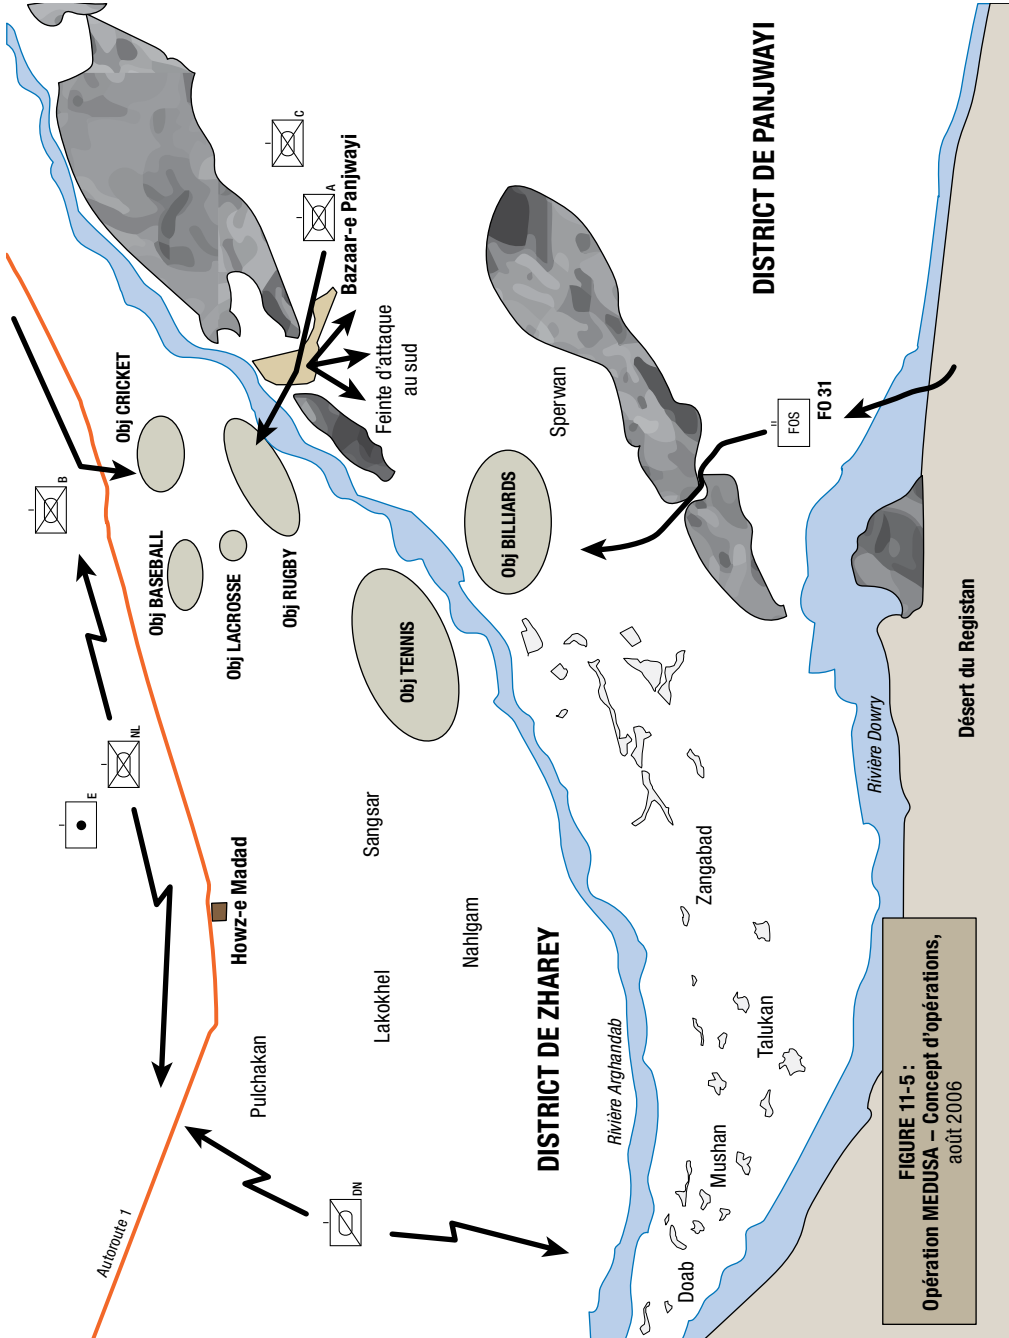 Autoroute 1
DN
E
NL
B
Obj CRICKET
Obj BASEBALL
Obj LACROSSE
Obj RUGBY
Howz-e Madad
Pulchakan
Lakokhel
Sangsar
Nahlgam
Obj TENNIS
Obj BILLIARDS
C
A
Bazaar-e Panjwayi
Feinte d'attaque
au sud
Sperwan
DISTRICT DE ZHAREY
DISTRICT DE PANJWAYI
Rivière Arghandab
Doab
Mushan
Talukan
Zangabad
FOS
FO 31
Rivière Dowry
Désert du Registan
FIGURE 11-5 :
Opération MEDUSA – Concept d'opérations,
août 2006